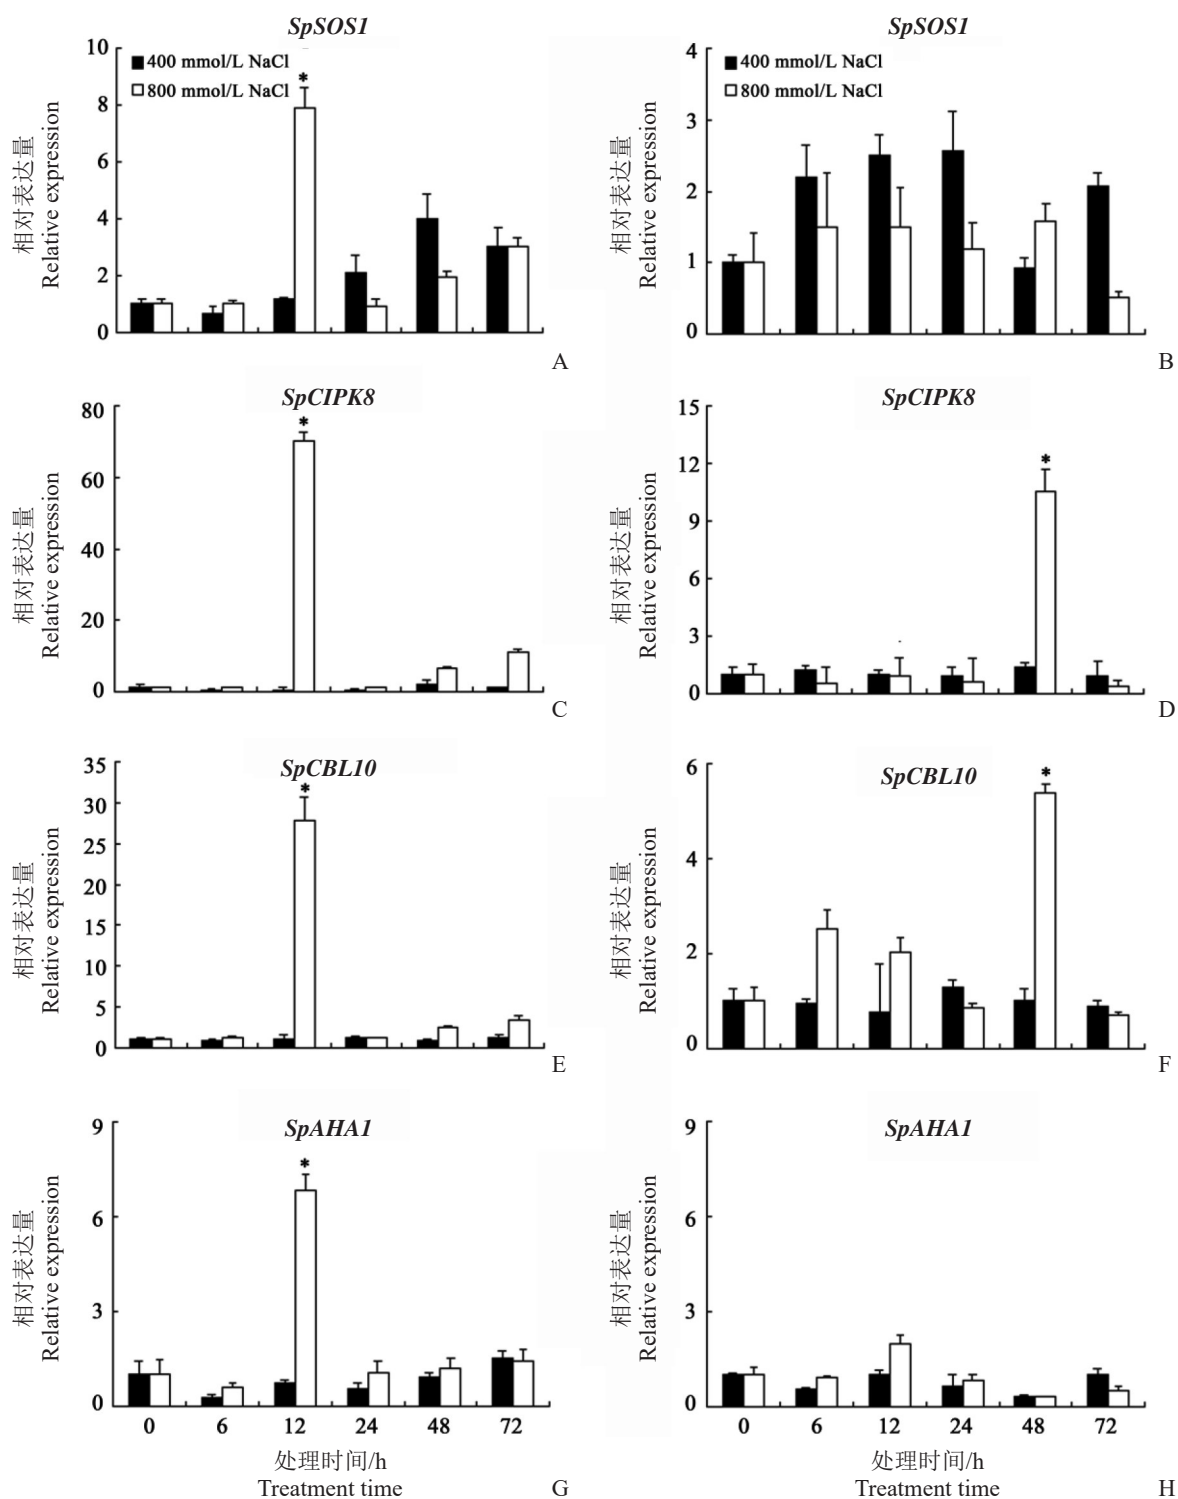 SpSOS1
10
8
6
4
2
0
400 mmol/L NaCl
800 mmol/L NaCl
*
相对表达量
Relative expression
A
SpSOS1
4
3
2
1
0
400 mmol/L NaCl
800 mmol/L NaCl
相对表达量
Relative expression
B
SpCIPK8
80
60
40
20
0
*
相对表达量
Relative expression
C
SpCIPK8
15
12
9
6
3
0
*
相对表达量
Relative expression
D
SpCBL10
35
30
25
20
15
10
5
0
*
相对表达量
Relative expression
E
SpCBL10
6
4
2
0
*
相对表达量
Relative expression
F
SpAHA1
9
6
3
0
*
相对表达量
Relative expression
0 6 12 24 48 72
处理时间/h
Treatment time
G
SpAHA1
9
6
3
0
相对表达量
Relative expression
0 6 12 24 48 72
处理时间/h
Treatment time
H